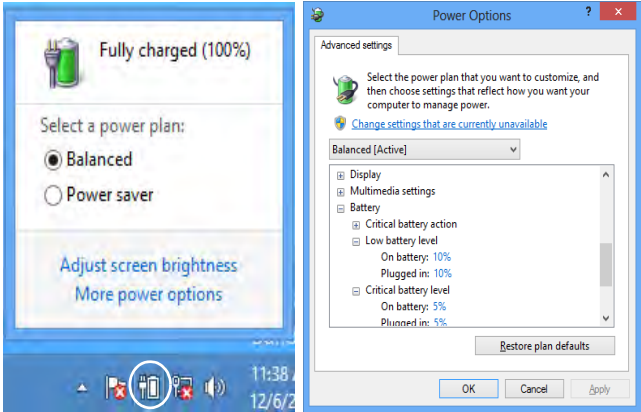 Fully charged (100%)
Select a power plan:
Balanced
Power saver
Adjust screen brightness
More power options
11:38
12/6/2
Power Options
?
x
Advanced settings
Select the power plan that you want to customize, and
then choose settings that reflect how you want your
computer to manage power.
Change settings that are currently unavailable
Balanced [Active]
Display
Multimedia settings
Battery
Critical battery action
Low battery level
On battery: 10%
Plugged in: 10%
Critical battery level
On battery: 5%
Plugged in: 5%
Restore plan defaults
OK
Cancel
Apply